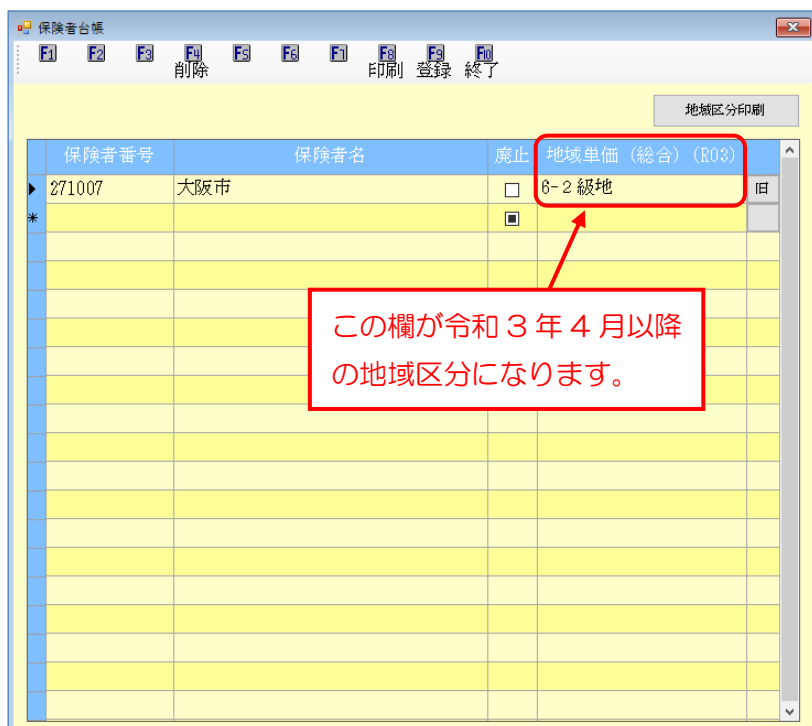 保険者台帳
F1 F2 F3 F4 F5 F6 F7 F8 F9 F10
削除 印刷 登録 終了
地域区分印刷
保険者番号 保険者名 廃止 地域単価（総合）(R03)
271007 大阪市 6-2級地 旧
*
この欄が令和３年４月以降
の地域区分になります。